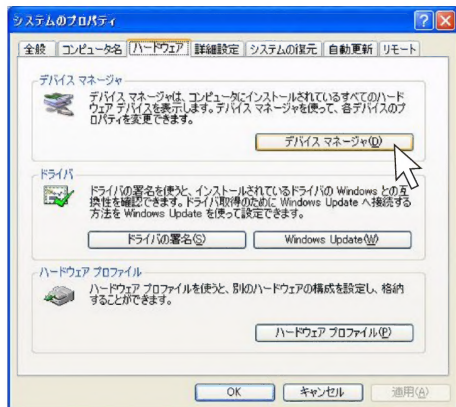 システムのプロパティ
全般 コンピュータ名 ハードウェア 詳細設定 システムの復元 自動更新 リモート
デバイス マネージャ
デバイス マネージャは、コンピュータにインストールされているすべてのハード
ウェア デバイスを表示します。デバイス マネージャを使って、各デバイスのプ
ロパティを変更できます。
デバイス マネージャ(D)
ドライバ
ドライバの署名を使うと、インストールされているドライバの Windows との互
換性を確認できます。ドライバ取得のために Windows Update へ接続する
方法を Windows Update を使って設定できます。
ドライバの署名(S) Windows Update(W)
ハードウェア プロファイル
ハードウェア プロファイルを使うと、別のハードウェアの構成を設定し、格納
することができます。
ハードウェア プロファイル(P)
OK キャンセル 適用(A)